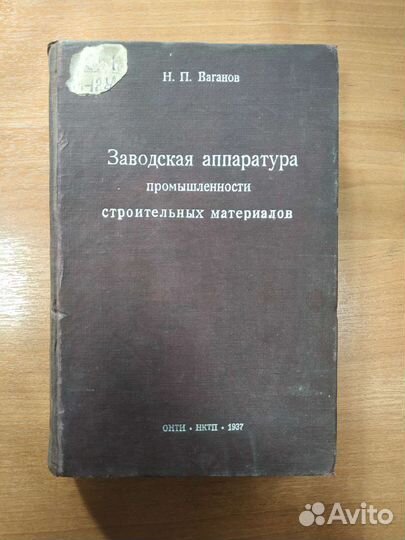 Н. П. Ваганов
Заводская аппаратура
промышленности
строительных материалов
ОНТИ • НКТП • 1937
Avito